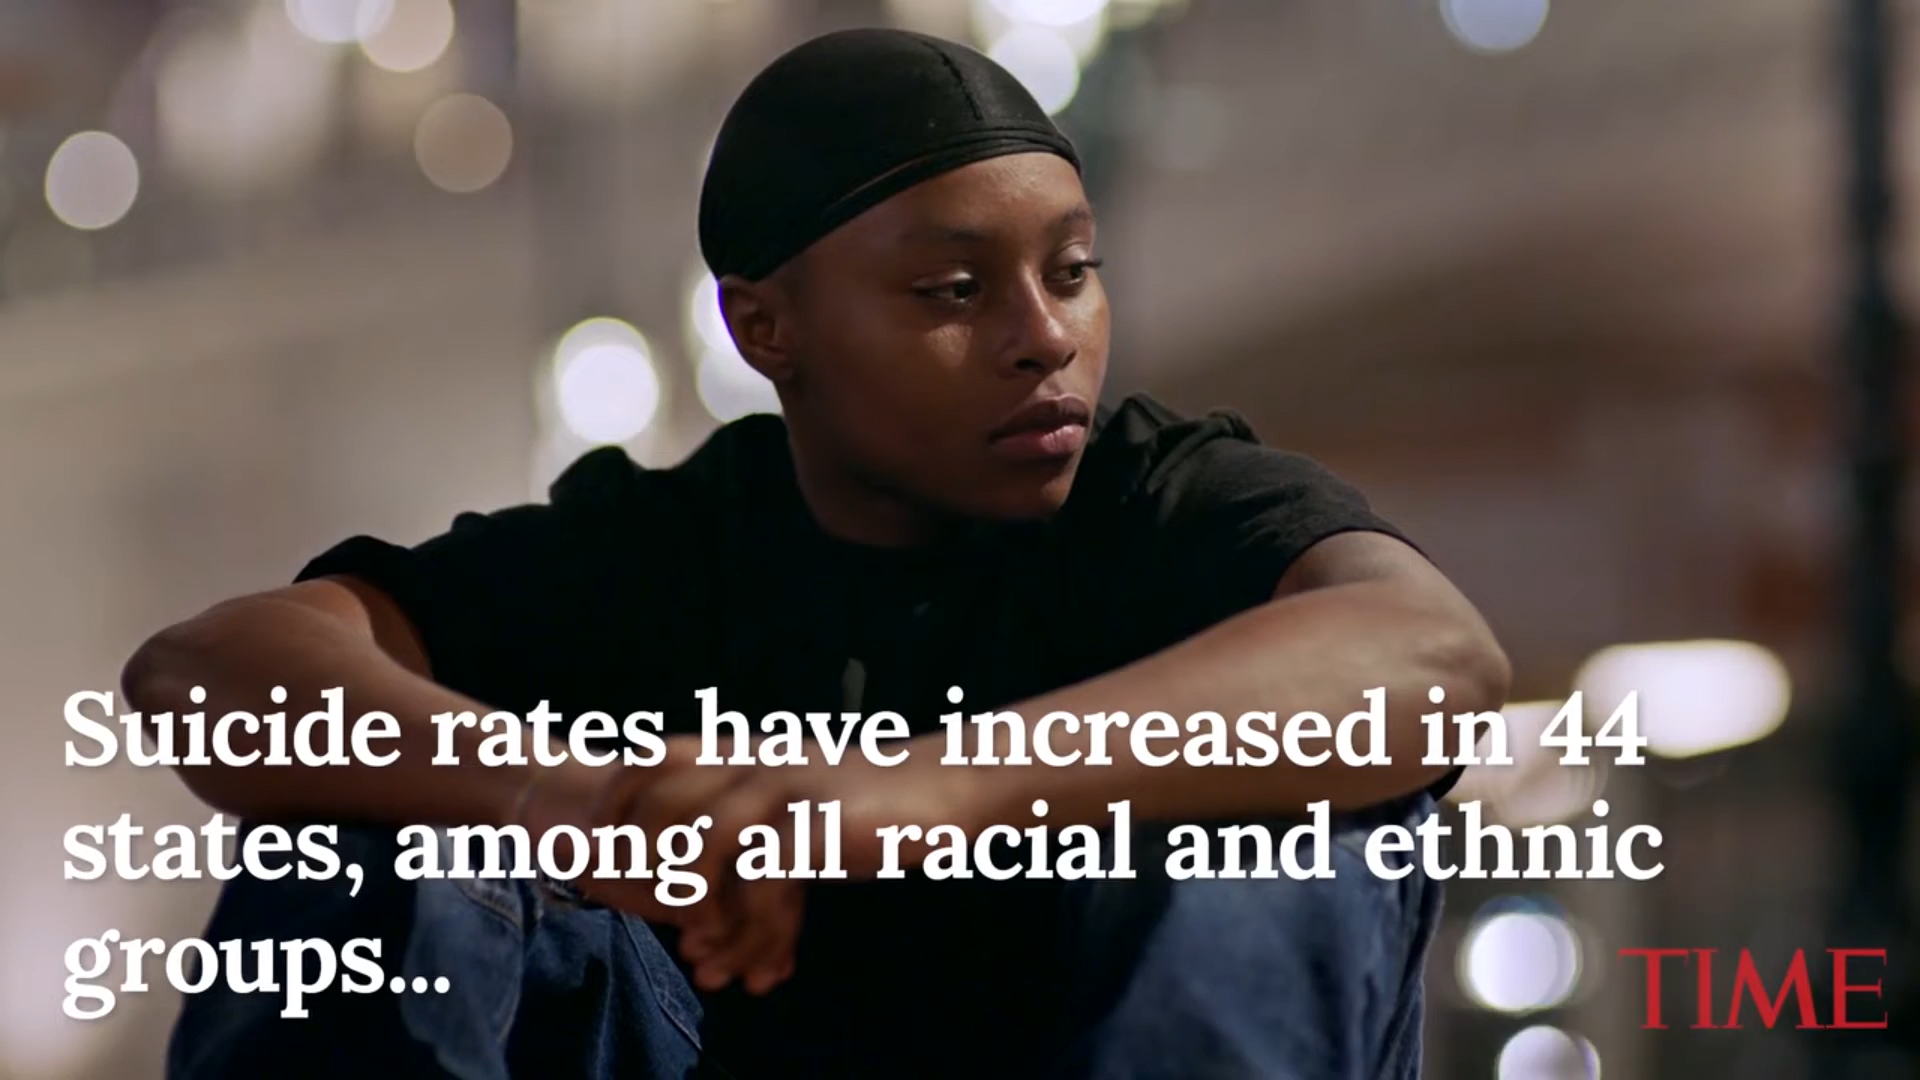 Suicide rates have increased in 44
states, among all racial and ethnic
groups...
TIME